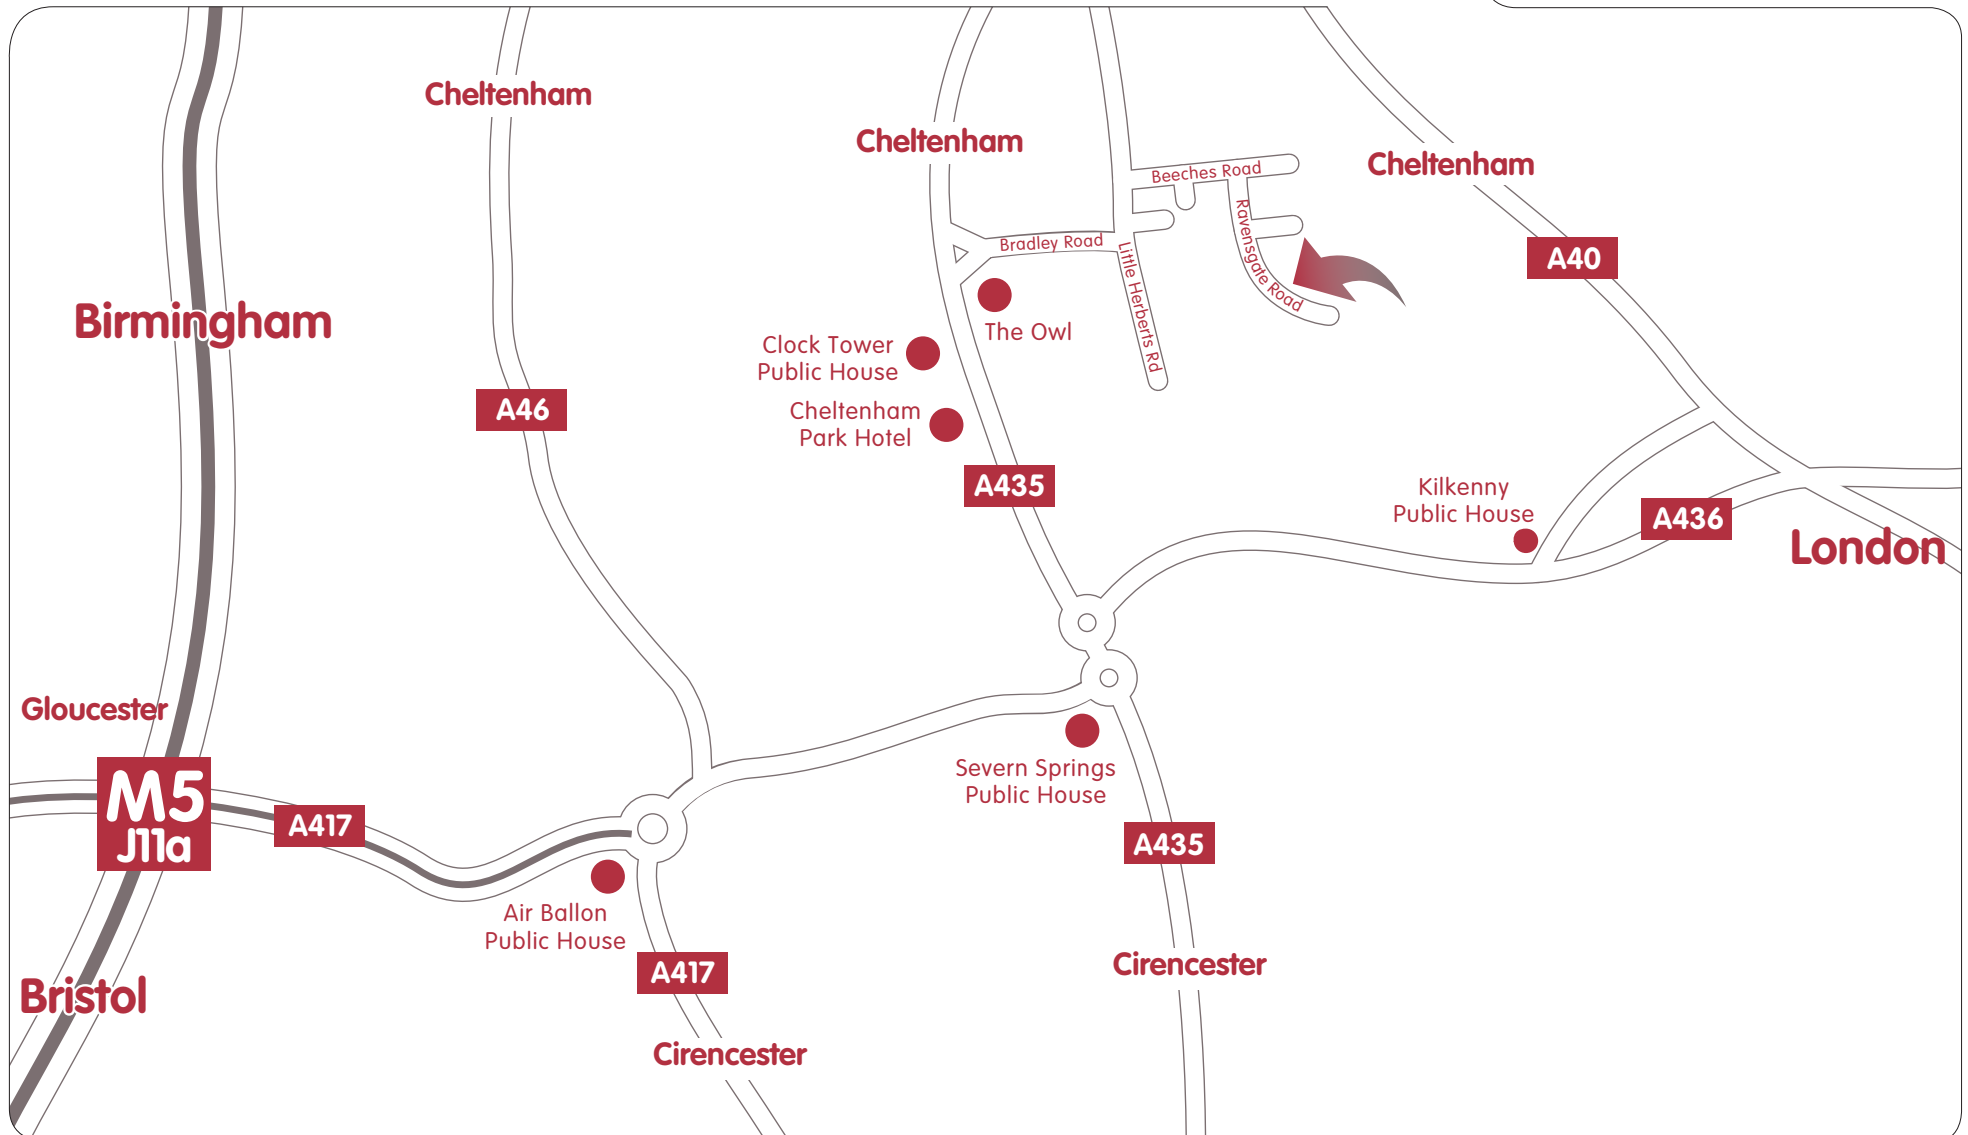 Cheltenham
Cheltenham
Cheltenham
Beeches Road
Ravensgate Road
Bradley Road
Little Herberts Rd
A40
Birmingham
The Owl
Clock Tower
Public House
A46
Cheltenham
Park Hotel
A435
Kilkenny
Public House
A436
London
Gloucester
M5
J11a
A417
Severn Springs
Public House
A435
Air Ballon
Public House
A417
Cirencester
Bristol
Cirencester